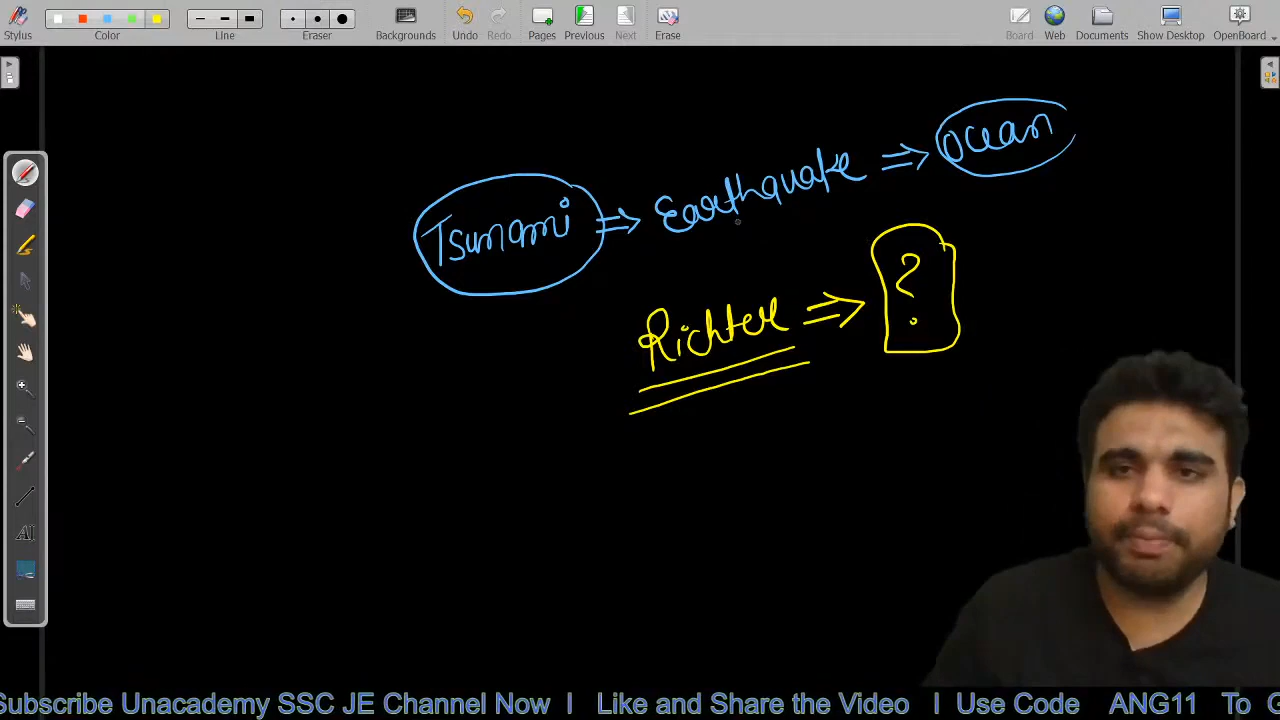 Stylus Color Line Eraser Backgrounds Undo Redo Pages Previous Next Erase Board Web Documents Show Desktop OpenBoard
Tsunami ⇒ Earthquake ⇒ Ocean
Richter ⇒ ?
AI
Subscribe Unacademy SSC JE Channel Now I Like and Share the Video I Use Code ANG11 To G